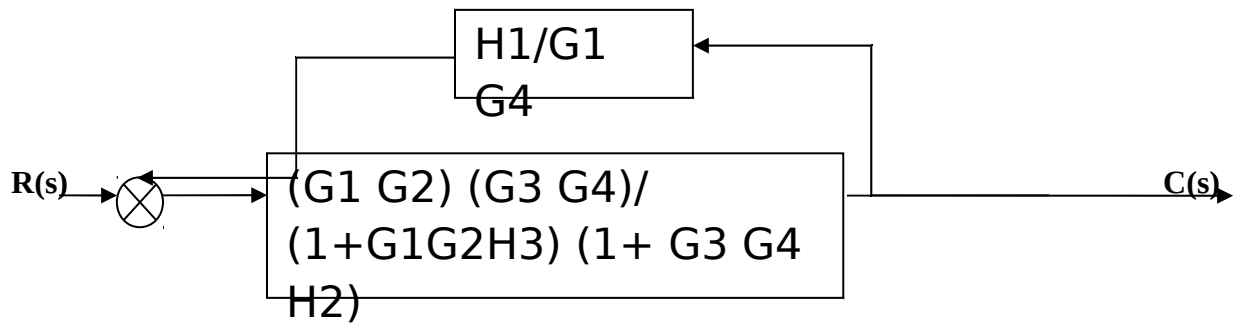 H1/G1
G4
R(s)
(G1 G2) (G3 G4)/
(1+G1G2H3) (1+ G3 G4
H2)
C(s)